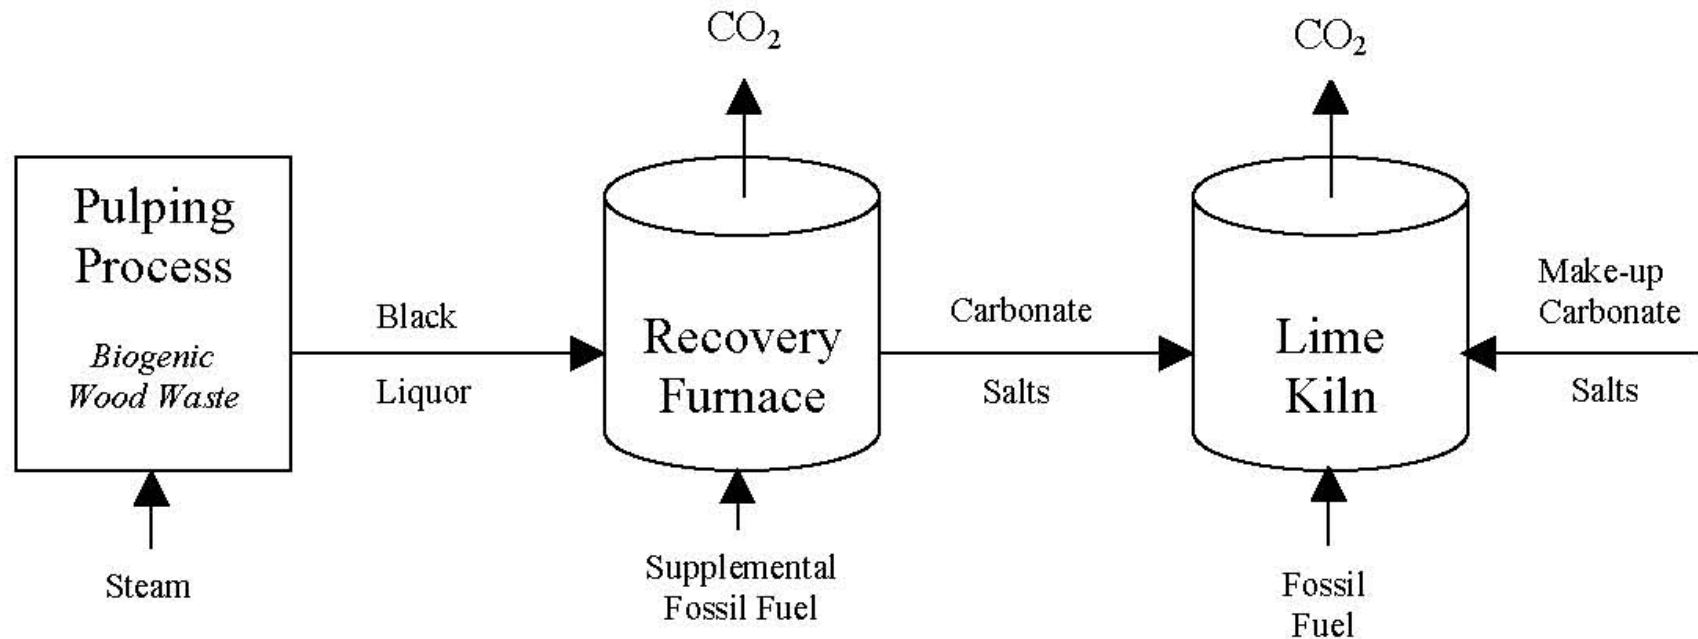 CO₂
CO₂
Pulping
Process
Biogenic
Wood Waste
Black
Liquor
Recovery
Furnace
Carbonate
Salts
Lime
Kiln
Make-up
Carbonate
Salts
Steam
Supplemental
Fossil Fuel
Fossil
Fuel